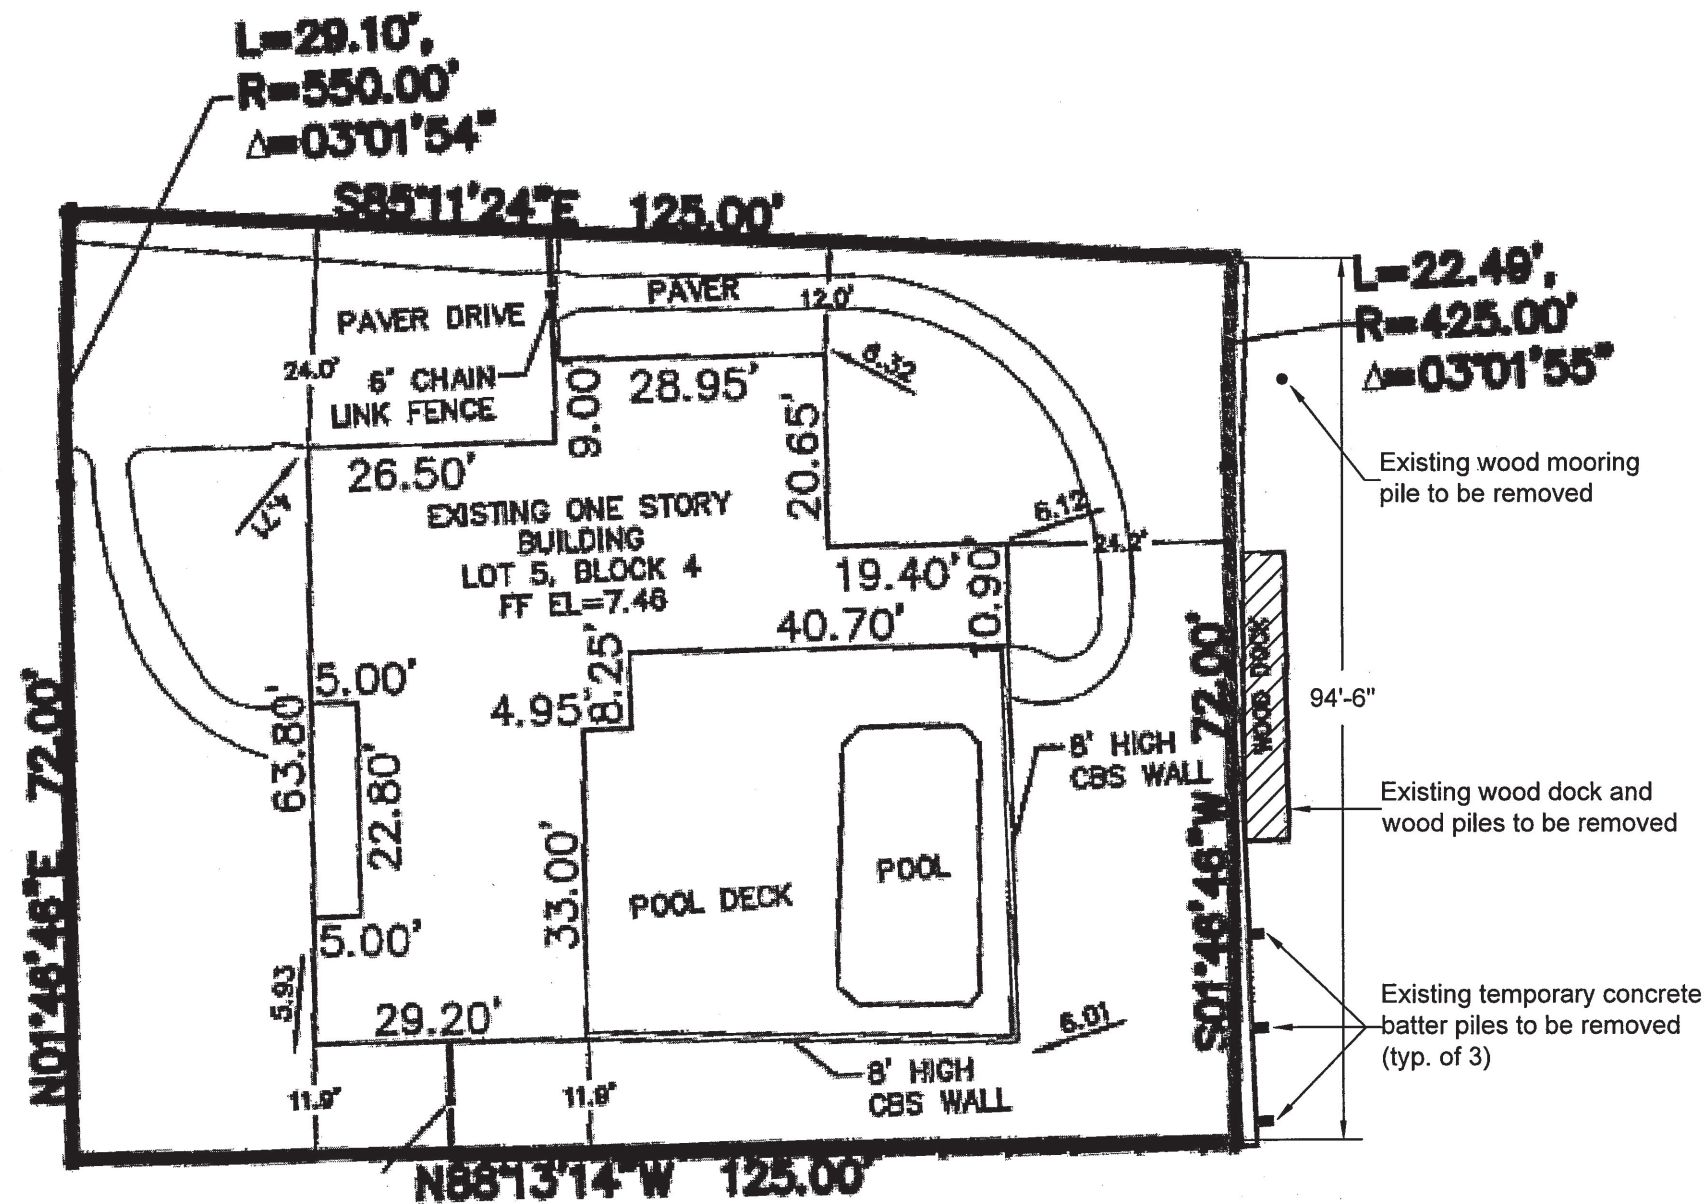 L=29.10',
R=550.00'
Δ=03°01'54"
S85°11'24"E 125.00'
L=22.49',
R=425.00'
Δ=03°01'55"
PAVER DRIVE
PAVER
12.0'
24.0'
6' CHAIN
LINK FENCE
9.00
28.95'
6.32
20.65'
Existing wood mooring
pile to be removed
26.50'
EXISTING ONE STORY
BUILDING
LOT 5, BLOCK 4
FF EL=7.46
6.12
24.2'
19.40'
0.90'
40.70'
8.25'
4.95'
5.00'
63.80'
22.80'
5.00'
N01°46'46"E 72.00'
S01°46'46"W 72.00'
WOOD DOCK
94'-6"
8' HIGH
CBS WALL
Existing wood dock and
wood piles to be removed
33.00'
POOL DECK
POOL
5.93
29.20'
6.01
Existing temporary concrete
batter piles to be removed
(typ. of 3)
11.9'
11.8'
8' HIGH
CBS WALL
N88°13'14"W 125.00'